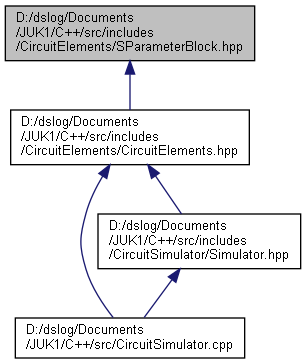 D:/dslog/Documents
/JUK1/C++/src/includes
/CircuitElements/SParameterBlock.hpp
D:/dslog/Documents
/JUK1/C++/src/includes
/CircuitElements/CircuitElements.hpp
D:/dslog/Documents
/JUK1/C++/src/includes
/CircuitSimulator/Simulator.hpp
D:/dslog/Documents
/JUK1/C++/src/CircuitSimulator.cpp